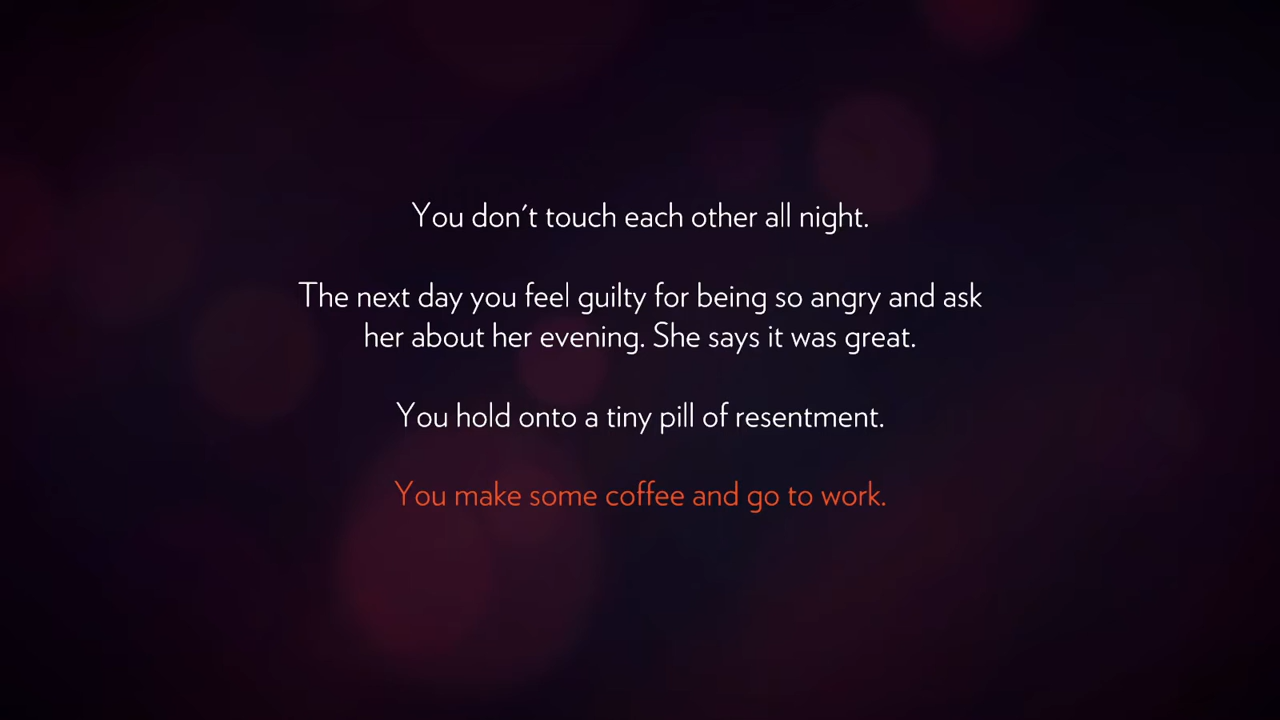 You don't touch each other all night.
The next day you feel guilty for being so angry and ask
her about her evening. She says it was great.
You hold onto a tiny pill of resentment.
You make some coffee and go to work.